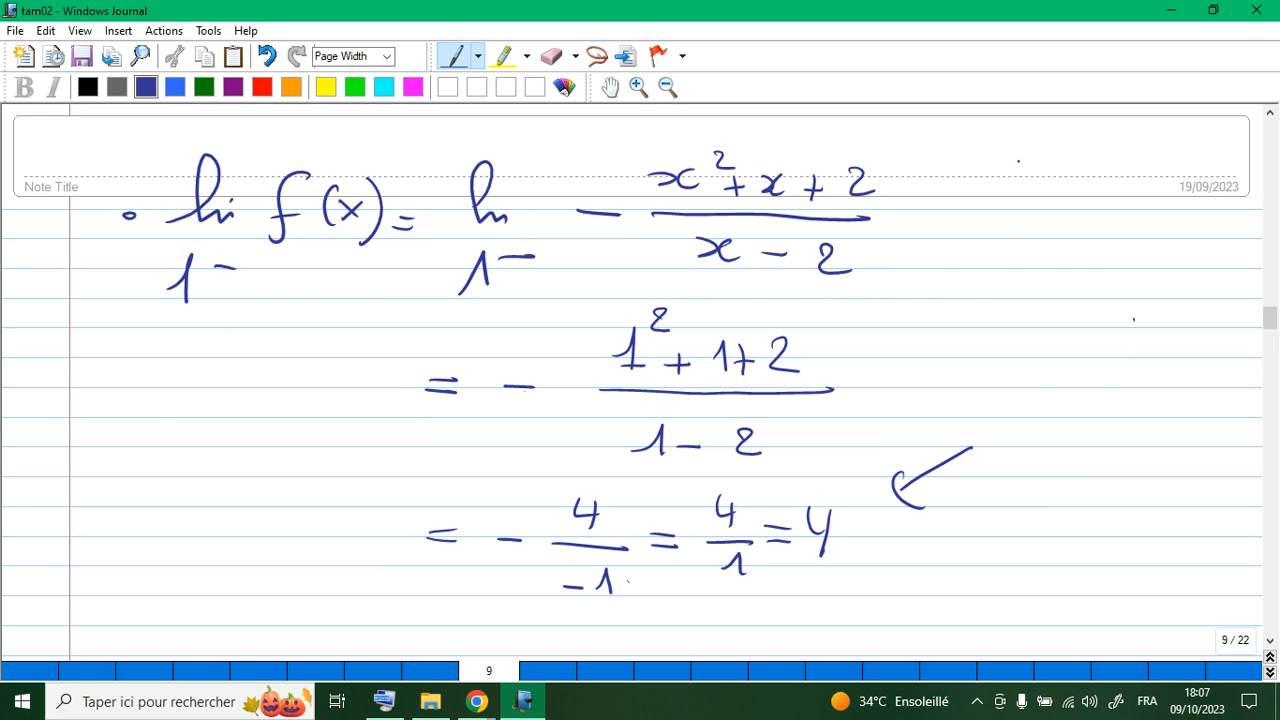 tam02 - Windows Journal
File Edit View Insert Actions Tools Help
Page Width
B I
Note Title
19/09/2023
• lim f(x) = lim - (x² + x + 2)/(x - 2)
1⁻ 1⁻
= - (1² + 1 + 2)/(1 - 2)
= - 4/-1 = 4/1 = 4
9 / 22
9
Taper ici pour rechercher
34°C Ensoleillé
FRA
18:07
09/10/2023